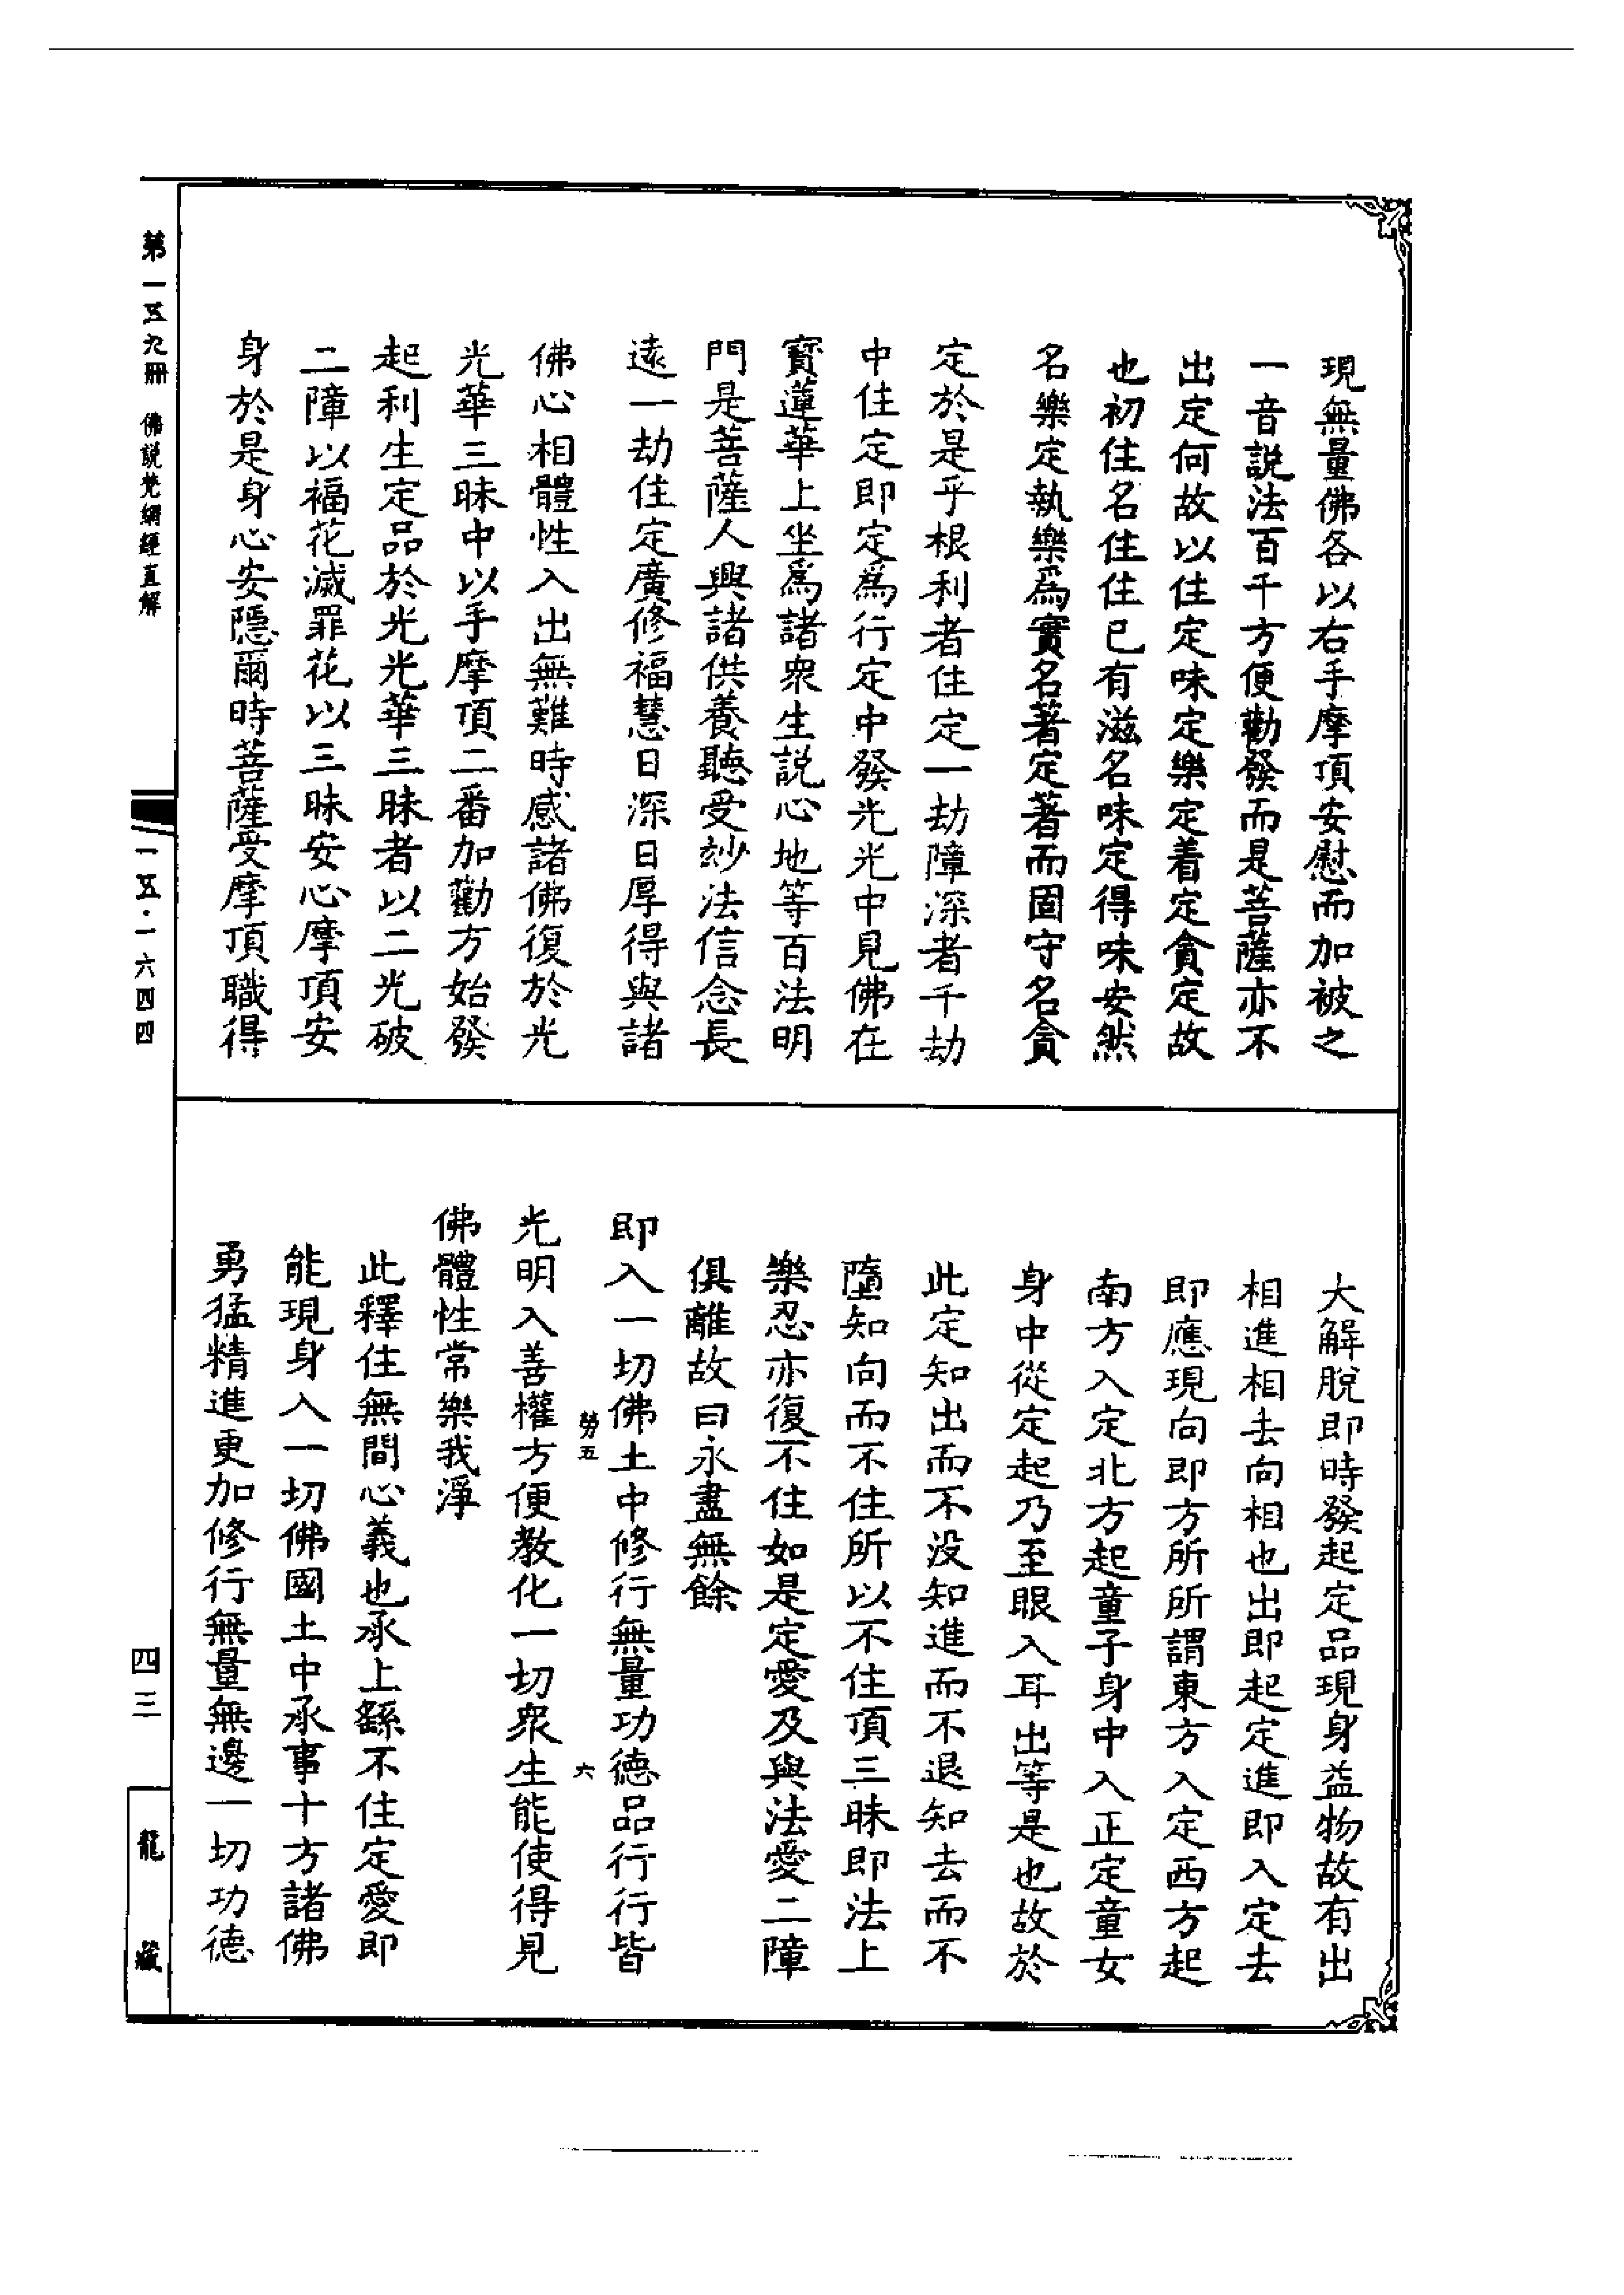 現無量佛各以右手摩頂安慰而加被之
一音説法百千方便勸發而是菩薩亦不
出定何故以住定味定樂定着定貪定故
也初住名住住已有滋名味定得味安然
名樂定執樂爲實名著定著而固守名貪
定於是乎根利者住定一劫障深者千劫
中住定即定爲行定中發光光中見佛在
寳蓮華上坐爲諸衆生説心地等百法明
門是菩薩人興諸供養聽受玅法信念長
遠一劫住定廣修福慧日深日厚得與諸
佛心相體性入出無難時感諸佛復於光
光華三昧中以手摩頂二番加勸方始發
起利生定品於光光華三昧者以二光破
二障以福花滅罪花以三昧安心摩頂安
身於是身心安隱爾時菩薩受摩頂職得
大解脱即時發起定品現身益物故有出
相進相去向相也出即起定進即入定去
即應現向即方所所謂東方入定西方起
南方入定北方起童子身中入正定童女
身中從定起乃至眼入耳出等是也故於
此定知出而不没知進而不退知去而不
墮知向而不住所以不住頂三昧即法上
樂忍亦復不住如是定愛及與法愛二障
俱離故曰永盡無餘
即入一切佛土中修行無量功德品行行皆
勞五 六
光明入善權方便教化一切衆生能使得見
佛體性常樂我淨
此釋住無間心義也承上繇不住定愛即
能現身入一切佛國土中承事十方諸佛
勇猛精進更加修行無量無邊一切功德
第一五九冊 佛説梵網經直解
一五·一六四四
四三
龍藏